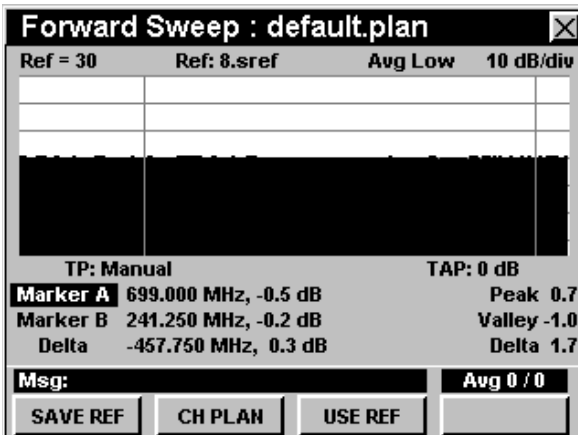 Forward Sweep : default.plan
Ref = 30 Ref: 8.sref Avg Low 10 dB/div
TP: Manual TAP: 0 dB
Marker A 699.000 MHz, -0.5 dB Peak 0.7
Marker B 241.250 MHz, -0.2 dB Valley -1.0
Delta -457.750 MHz, 0.3 dB Delta 1.7
Msg: Avg 0 / 0
SAVE REF CH PLAN USE REF